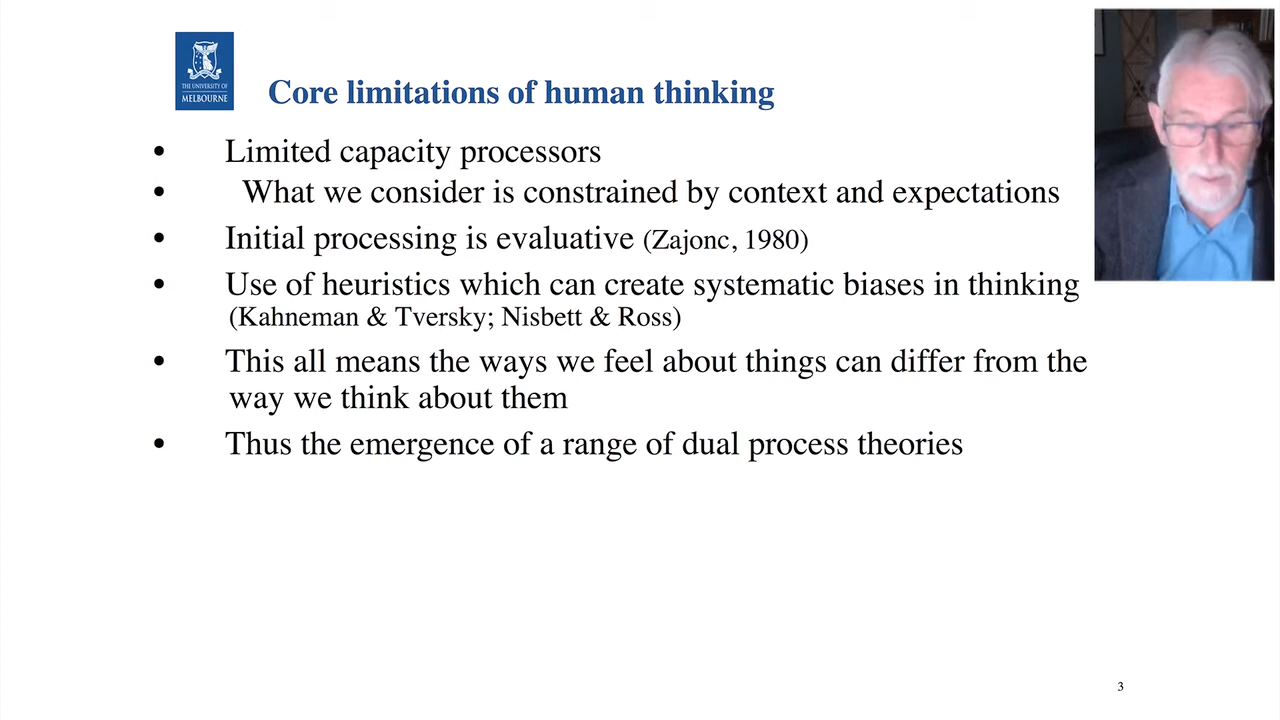 THE UNIVERSITY OF
MELBOURNE
Core limitations of human thinking
• Limited capacity processors
• What we consider is constrained by context and expectations
• Initial processing is evaluative (Zajonc, 1980)
• Use of heuristics which can create systematic biases in thinking
(Kahneman & Tversky; Nisbett & Ross)
• This all means the ways we feel about things can differ from the
way we think about them
• Thus the emergence of a range of dual process theories
3